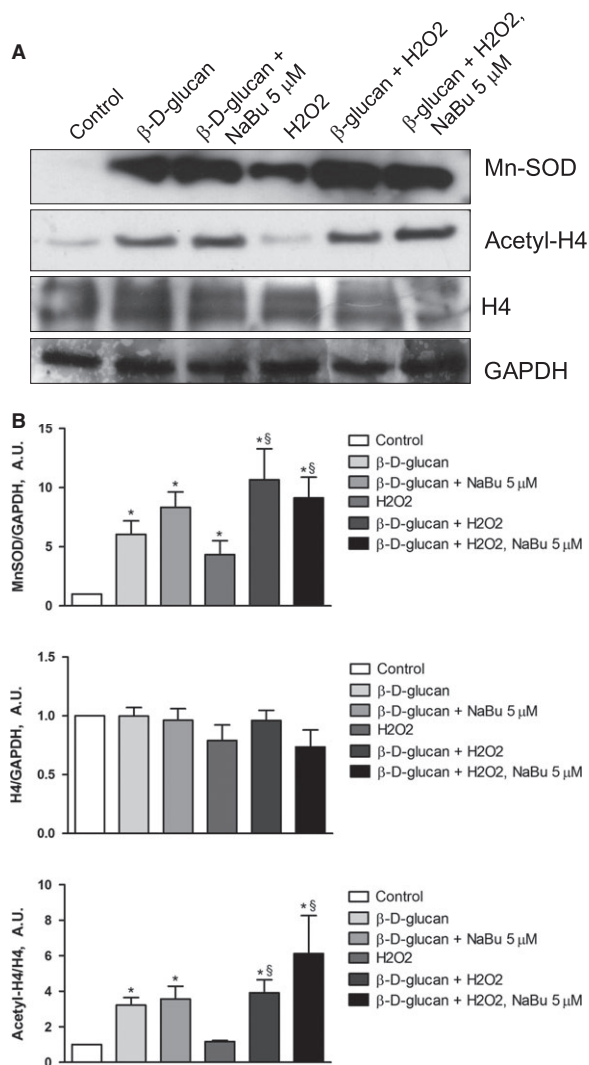 A
Control
β-D-glucan
β-D-glucan +
NaBu 5 μM
H2O2
β-glucan + H2O2
β-glucan + H2O2,
NaBu 5 μM
Mn-SOD
Acetyl-H4
H4
GAPDH
B
MnSOD/GAPDH, A.U.
15
10
5
0
*
*
*
*§
*§
Control
β-D-glucan
β-D-glucan + NaBu 5 μM
H2O2
β-D-glucan + H2O2
β-D-glucan + H2O2, NaBu 5 μM
H4/GAPDH, A.U.
1.5
1.0
0.5
0.0
Control
β-D-glucan
β-D-glucan + NaBu 5 μM
H2O2
β-D-glucan + H2O2
β-D-glucan + H2O2, NaBu 5 μM
Acetyl-H4/H4, A.U.
10
8
6
4
2
0
*
*
*§
*§
Control
β-D-glucan
β-D-glucan + NaBu 5 μM
H2O2
β-D-glucan + H2O2
β-D-glucan + H2O2, NaBu 5 μM